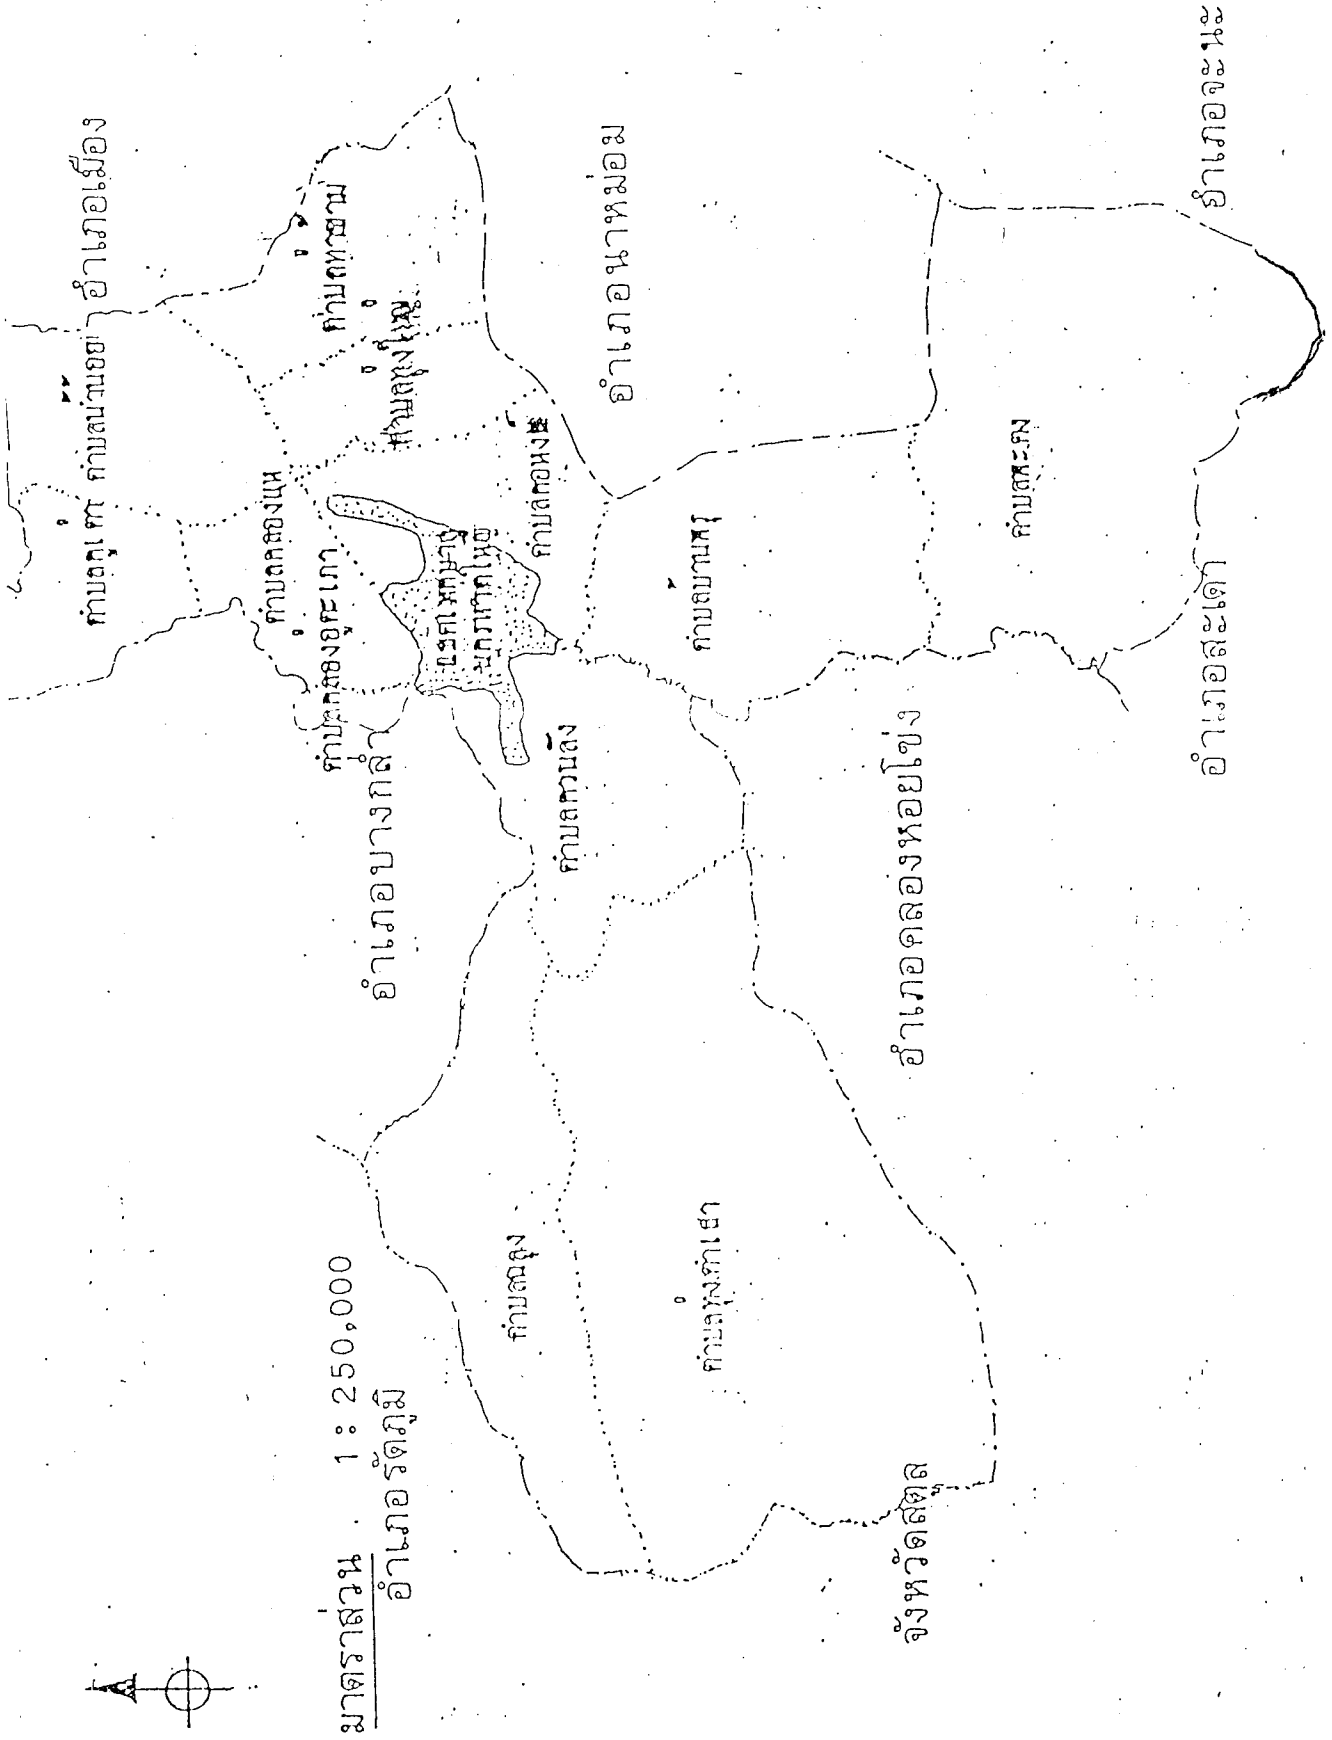 มาตราส่วน 1 : 250,000
อำเภอรัตภูมิ
อำเภอเมือง
ตำบลคูเต่า
ตำบลน้ำน้อย
ตำบลท่าข้าม
ตำบลทุ่งใหญ่
ตำบลคลองแห
ตำบลคลองอู่ตะเภา
อำเภอบางกล่ำ
ตำบลคอหงส์
อำเภอนาหม่อม
ตำบลควนลัง
ตำบลบ้านพรุ
ตำบลฉลุง
ตำบลทุ่งตำเสา
ตำบลพะตง
อำเภอคลองหอยโข่ง
จังหวัดสตูล
อำเภอสะเดา
อำเภอจะนะ